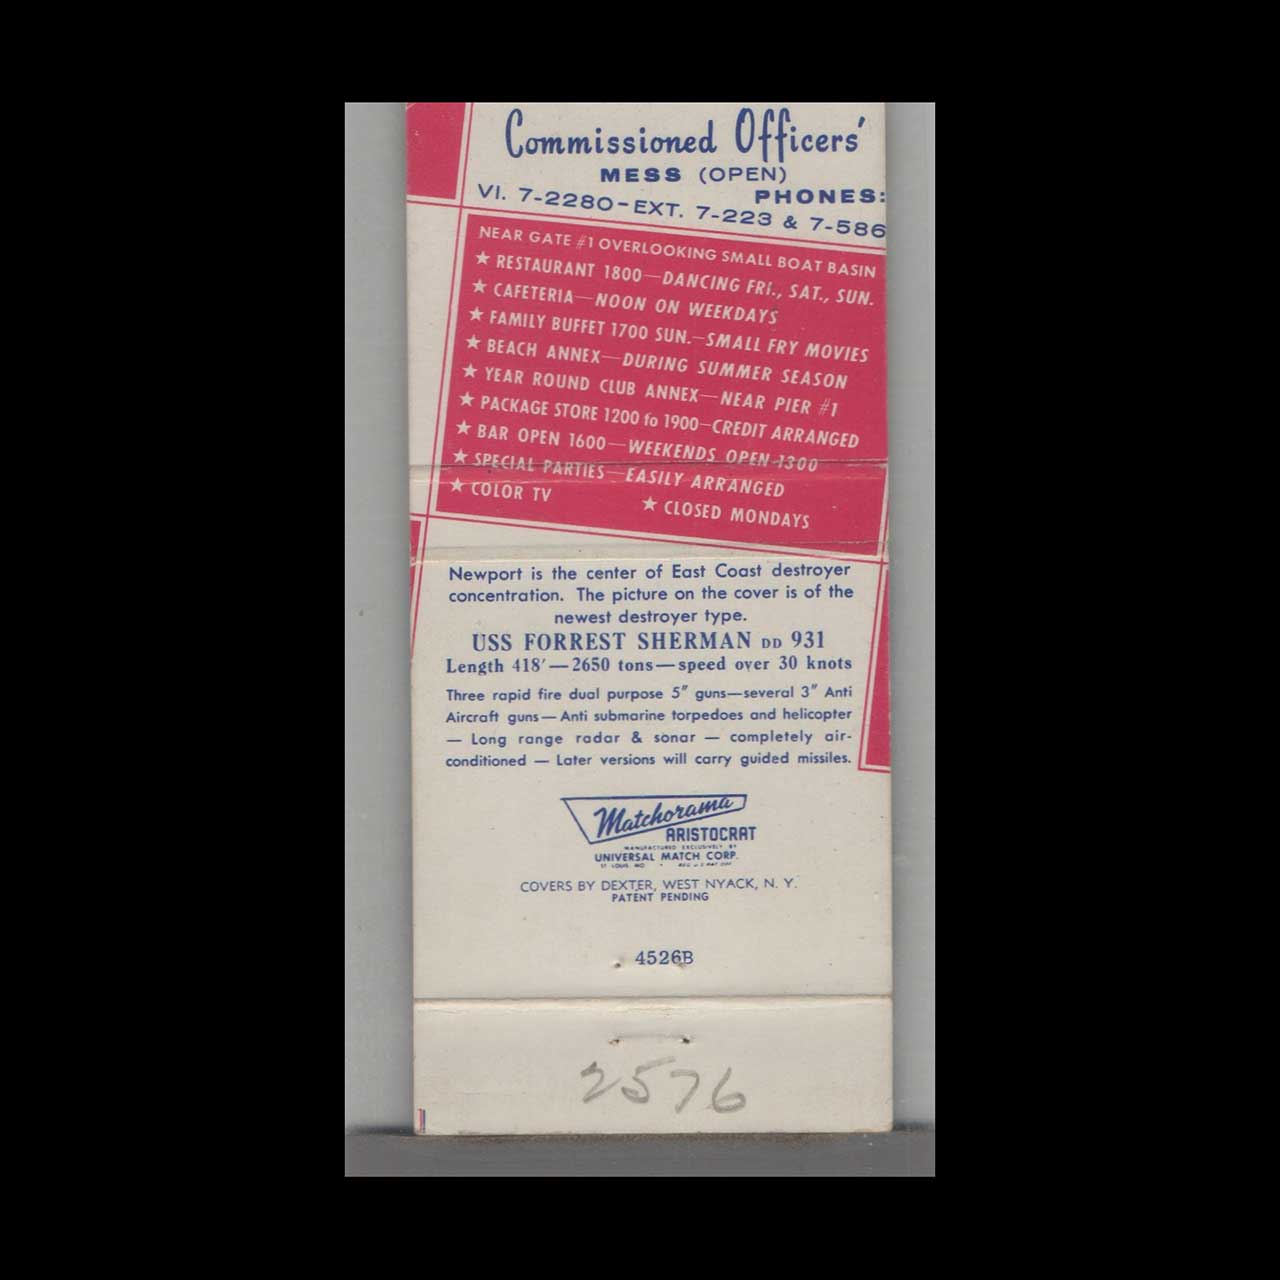 Commissioned Officers'
MESS (OPEN)
PHONES:
VI. 7-2280-EXT. 7-223 & 7-586
NEAR GATE #1 OVERLOOKING SMALL BOAT BASIN
★ RESTAURANT 1800—DANCING FRI., SAT., SUN.
★ CAFETERIA—NOON ON WEEKDAYS
★ FAMILY BUFFET 1700 SUN.—SMALL FRY MOVIES
★ BEACH ANNEX—DURING SUMMER SEASON
★ YEAR ROUND CLUB ANNEX—NEAR PIER #1
★ PACKAGE STORE 1200 to 1900—CREDIT ARRANGED
★ BAR OPEN 1600—WEEKENDS OPEN 1300
★ SPECIAL PARTIES—EASILY ARRANGED
★ COLOR TV ★ CLOSED MONDAYS
Newport is the center of East Coast destroyer
concentration. The picture on the cover is of the
newest destroyer type.
USS FORREST SHERMAN DD 931
Length 418′—2650 tons—speed over 30 knots
Three rapid fire dual purpose 5″ guns—several 3″ Anti
Aircraft guns—Anti submarine torpedoes and helicopter
— Long range radar & sonar — completely air-
conditioned — Later versions will carry guided missiles.
Matchorama
ARISTOCRAT
MANUFACTURED EXCLUSIVELY BY
UNIVERSAL MATCH CORP.
ST. LOUIS, MO.
COVERS BY DEXTER, WEST NYACK, N. Y.
PATENT PENDING
4526B
2576